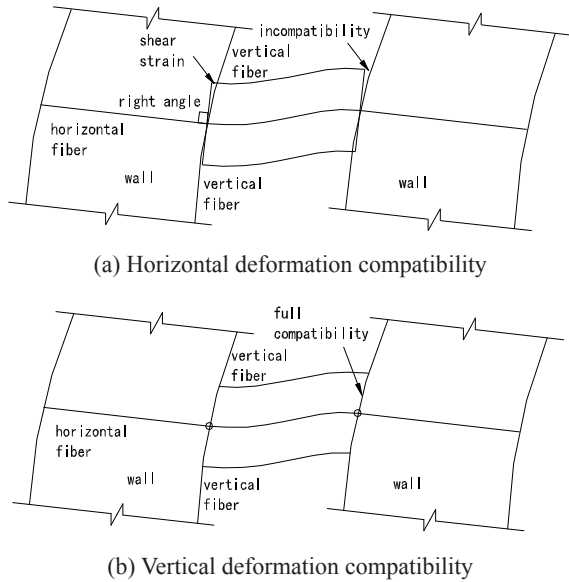 shear
strain
incompatibility
vertical
fiber
right angle
horizontal
fiber
wall
vertical
fiber
wall
(a) Horizontal deformation compatibility
full
compatibility
vertical
fiber
horizontal
fiber
wall
vertical
fiber
wall
(b) Vertical deformation compatibility